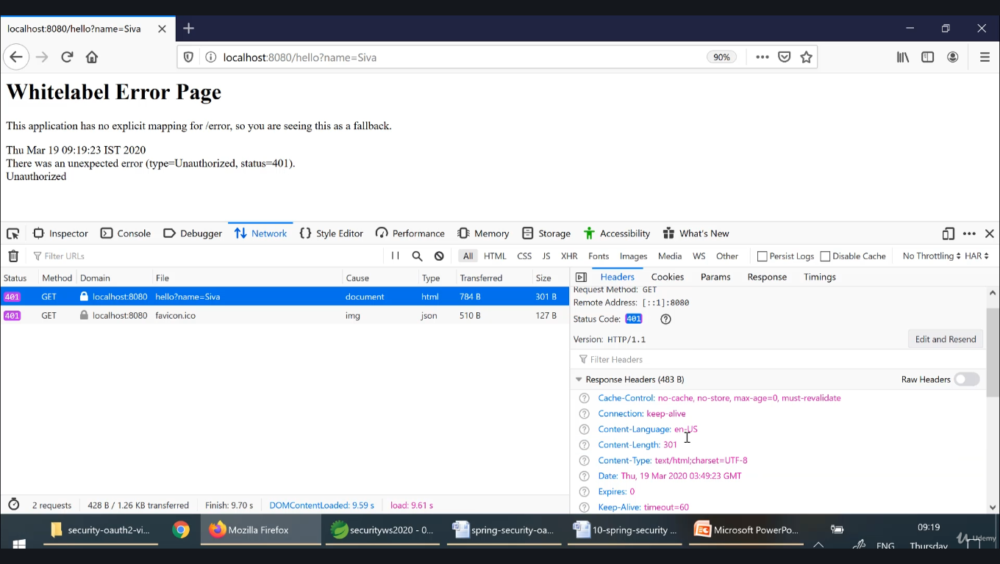 localhost:8080/hello?name=Siva
localhost:8080/hello?name=Siva 90%
Whitelabel Error Page
This application has no explicit mapping for /error, so you are seeing this as a fallback.
Thu Mar 19 09:19:23 IST 2020
There was an unexpected error (type=Unauthorized, status=401).
Unauthorized
Inspector Console Debugger Network Style Editor Performance Memory Storage Accessibility What's New
Filter URLs All HTML CSS JS XHR Fonts Images Media WS Other Persist Logs Disable Cache No Throttling HAR
Status Method Domain File Cause Type Transferred Size
401 GET localhost:8080 hello?name=Siva document html 784 B 301 B
401 GET localhost:8080 favicon.ico img json 510 B 127 B
2 requests 428 B / 1.26 KB transferred Finish: 9.70 s DOMContentLoaded: 9.59 s load: 9.61 s
Headers Cookies Params Response Timings
Request Method: GET
Remote Address: [::1]:8080
Status Code: 401
Version: HTTP/1.1 Edit and Resend
Filter Headers
Response Headers (483 B) Raw Headers
Cache-Control: no-cache, no-store, max-age=0, must-revalidate
Connection: keep-alive
Content-Language: en-US
Content-Length: 301
Content-Type: text/html;charset=UTF-8
Date: Thu, 19 Mar 2020 03:49:23 GMT
Expires: 0
Keep-Alive: timeout=60
security-oauth2-vi... Mozilla Firefox securityws2020 - 0... spring-security-oa... 10-spring-security ... Microsoft PowerPo... 09:19
ENG Thursday
Udemy